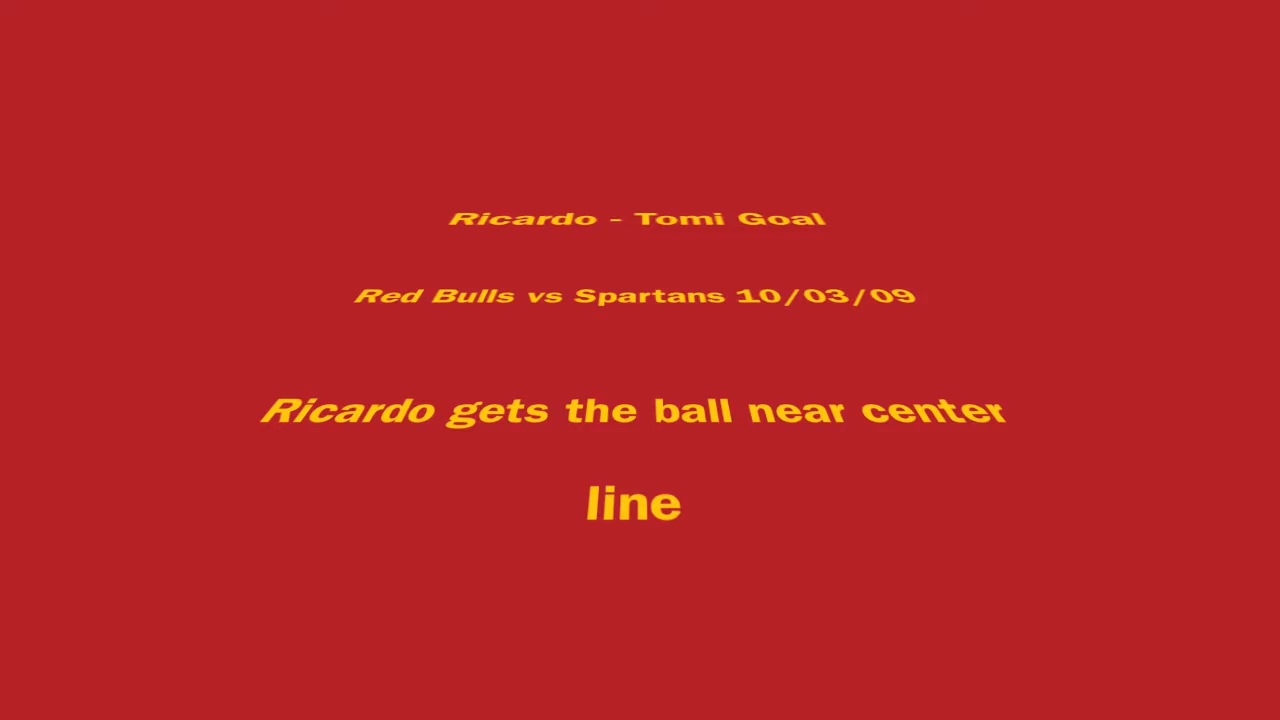 Ricardo - Tomi Goal
Red Bulls vs Spartans 10/03/09
Ricardo gets the ball near center
line